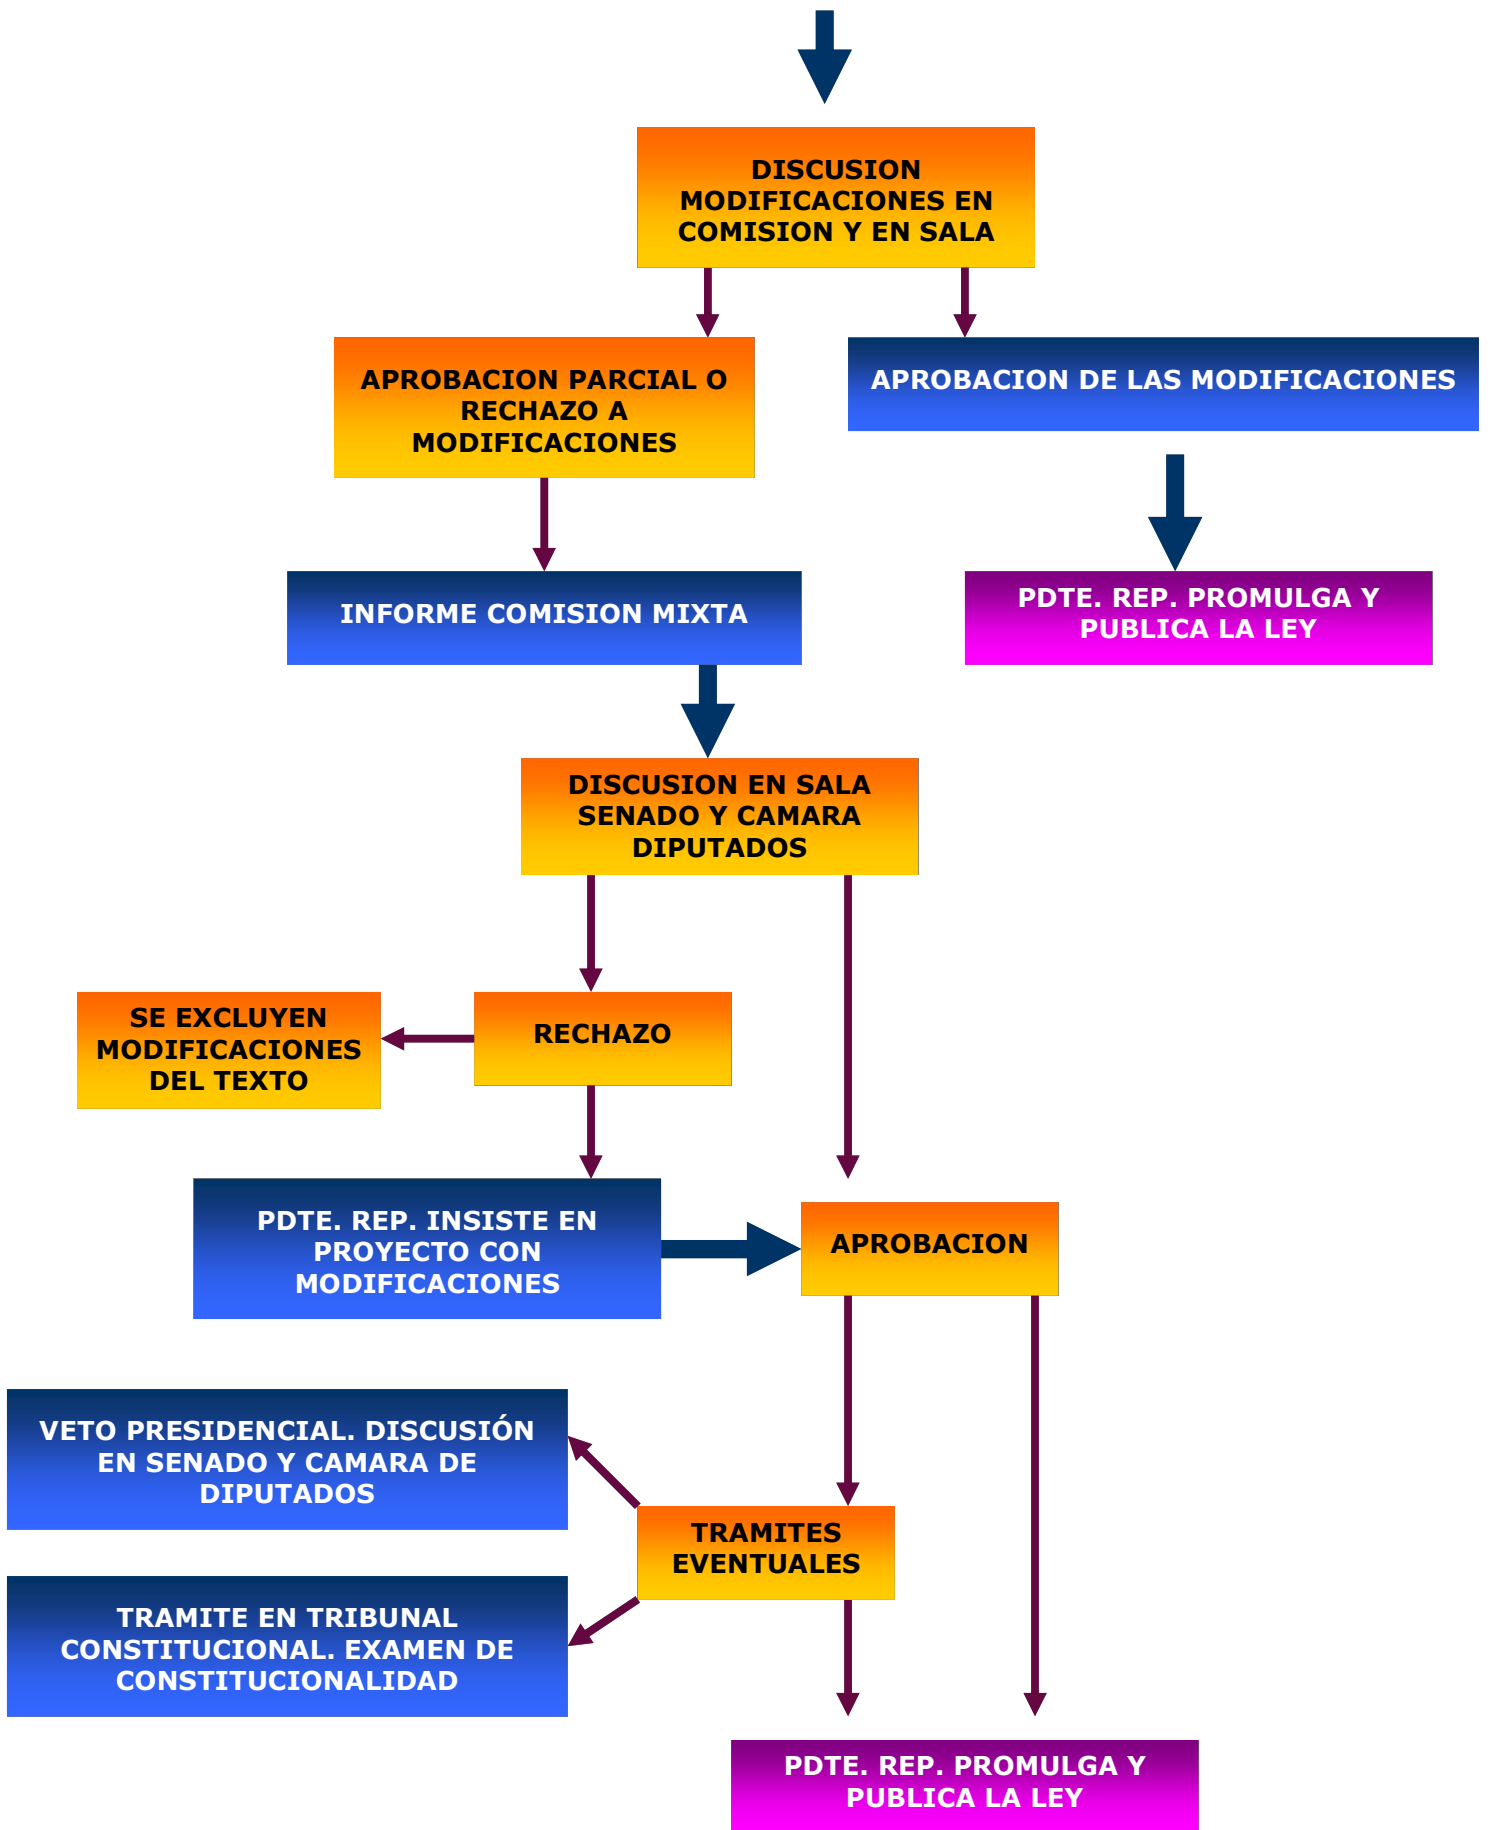 DISCUSION
MODIFICACIONES EN
COMISION Y EN SALA
APROBACION PARCIAL O
RECHAZO A
MODIFICACIONES
APROBACION DE LAS MODIFICACIONES
INFORME COMISION MIXTA
PDTE. REP. PROMULGA Y
PUBLICA LA LEY
DISCUSION EN SALA
SENADO Y CAMARA
DIPUTADOS
SE EXCLUYEN
MODIFICACIONES
DEL TEXTO
RECHAZO
PDTE. REP. INSISTE EN
PROYECTO CON
MODIFICACIONES
APROBACION
VETO PRESIDENCIAL. DISCUSIÓN
EN SENADO Y CAMARA DE
DIPUTADOS
TRAMITES
EVENTUALES
TRAMITE EN TRIBUNAL
CONSTITUCIONAL. EXAMEN DE
CONSTITUCIONALIDAD
PDTE. REP. PROMULGA Y
PUBLICA LA LEY